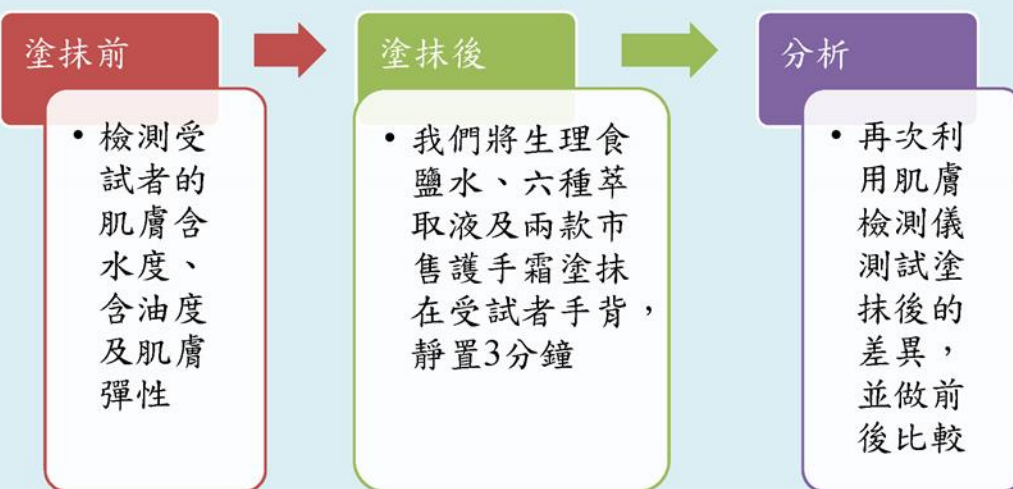 塗抹前
• 檢測受
試者的
肌膚含
水度、
含油度
及肌膚
彈性
塗抹後
• 我們將生理食
鹽水、六種萃
取液及兩款市
售護手霜塗抹
在受試者手背，
靜置3分鐘
分析
• 再次利
用肌膚
檢測儀
測試塗
抹後的
差異，
並做前
後比較